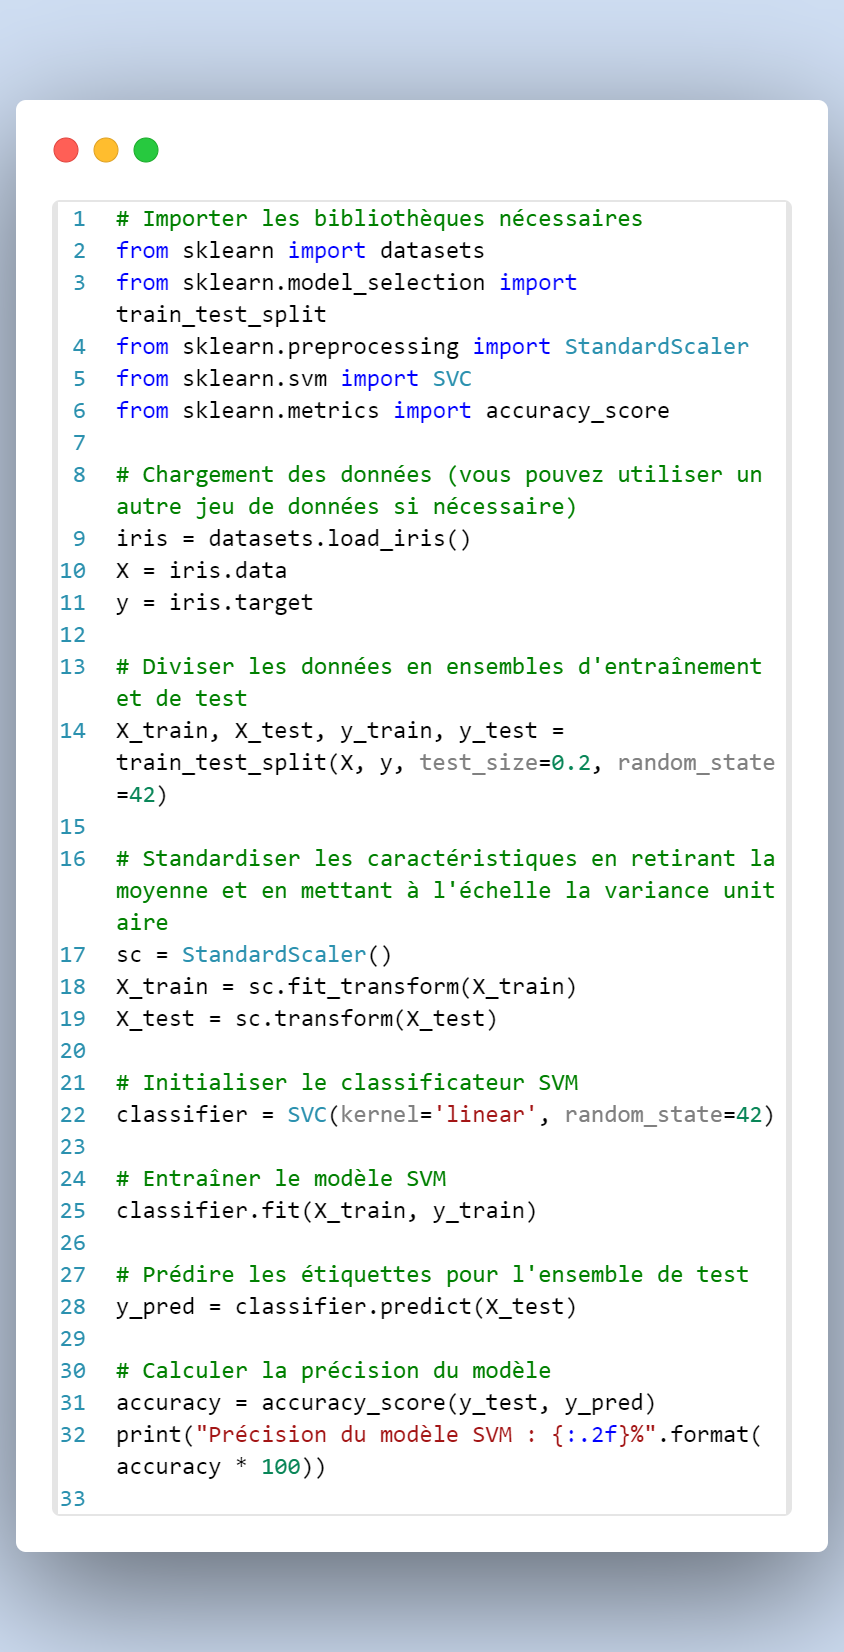 1 # Importer les bibliothèques nécessaires
2 from sklearn import datasets
3 from sklearn.model_selection import
train_test_split
4 from sklearn.preprocessing import StandardScaler
5 from sklearn.svm import SVC
6 from sklearn.metrics import accuracy_score
7
8 # Chargement des données (vous pouvez utiliser un
autre jeu de données si nécessaire)
9 iris = datasets.load_iris()
10 X = iris.data
11 y = iris.target
12
13 # Diviser les données en ensembles d'entraînement
et de test
14 X_train, X_test, y_train, y_test =
train_test_split(X, y, test_size=0.2, random_state
=42)
15
16 # Standardiser les caractéristiques en retirant la
moyenne et en mettant à l'échelle la variance unit
aire
17 sc = StandardScaler()
18 X_train = sc.fit_transform(X_train)
19 X_test = sc.transform(X_test)
20
21 # Initialiser le classificateur SVM
22 classifier = SVC(kernel='linear', random_state=42)
23
24 # Entraîner le modèle SVM
25 classifier.fit(X_train, y_train)
26
27 # Prédire les étiquettes pour l'ensemble de test
28 y_pred = classifier.predict(X_test)
29
30 # Calculer la précision du modèle
31 accuracy = accuracy_score(y_test, y_pred)
32 print("Précision du modèle SVM : {:.2f}%".format(
accuracy * 100))
33